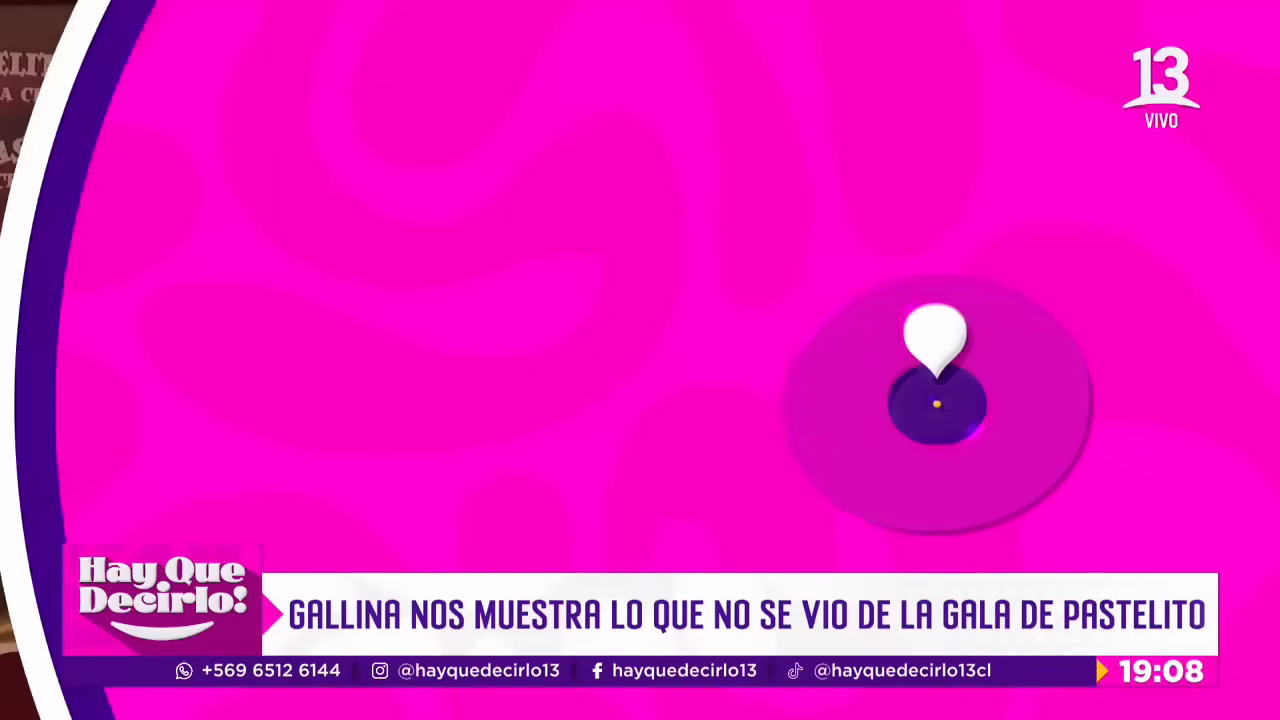 13
VIVO
Hay Que
Decirlo!
GALLINA NOS MUESTRA LO QUE NO SE VIO DE LA GALA DE PASTELITO
+569 6512 6144
@hayquedecirlo13
hayquedecirlo13
@hayquedecirlo13cl
19:08